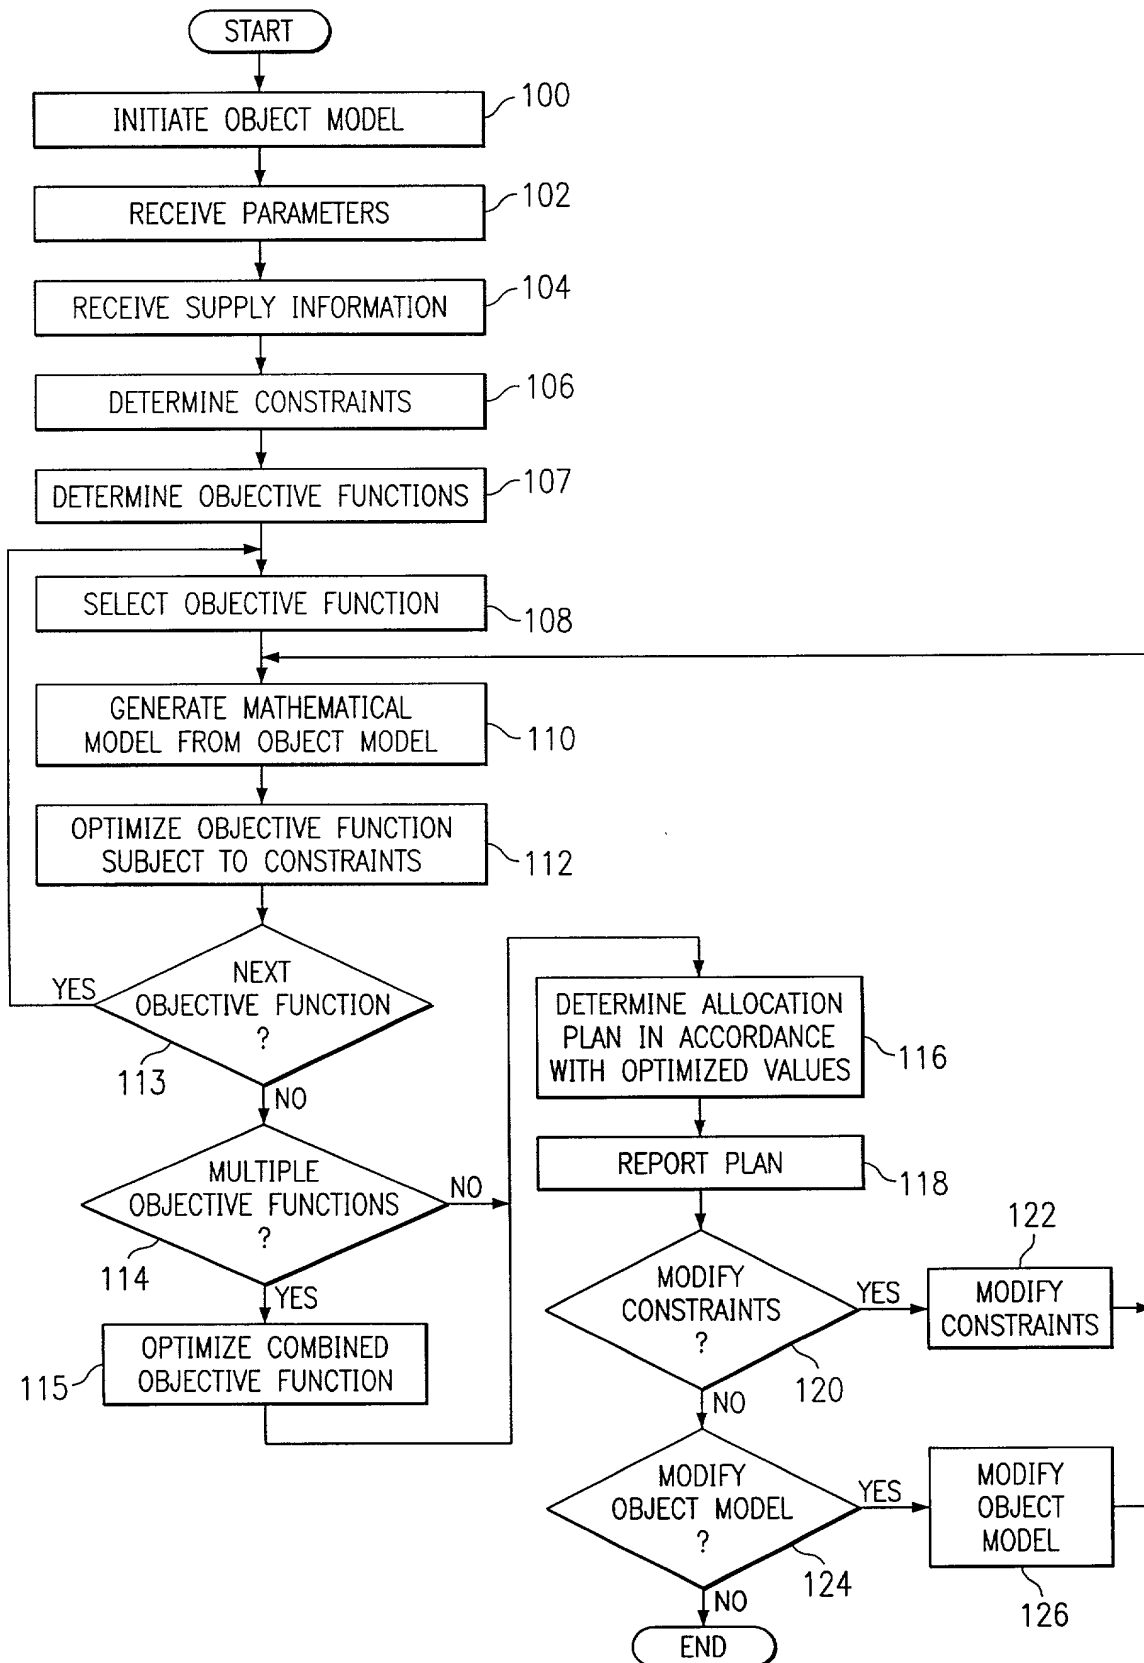 START
INITIATE OBJECT MODEL
100
RECEIVE PARAMETERS
102
RECEIVE SUPPLY INFORMATION
104
DETERMINE CONSTRAINTS
106
DETERMINE OBJECTIVE FUNCTIONS
107
SELECT OBJECTIVE FUNCTION
108
GENERATE MATHEMATICAL
MODEL FROM OBJECT MODEL
110
OPTIMIZE OBJECTIVE FUNCTION
SUBJECT TO CONSTRAINTS
112
NEXT
OBJECTIVE FUNCTION
?
YES
113
NO
MULTIPLE
OBJECTIVE FUNCTIONS
?
NO
114
YES
OPTIMIZE COMBINED
OBJECTIVE FUNCTION
115
DETERMINE ALLOCATION
PLAN IN ACCORDANCE
WITH OPTIMIZED VALUES
116
REPORT PLAN
118
MODIFY
CONSTRAINTS
?
YES
120
122
MODIFY
CONSTRAINTS
NO
MODIFY
OBJECT MODEL
?
YES
124
MODIFY
OBJECT
MODEL
126
NO
END